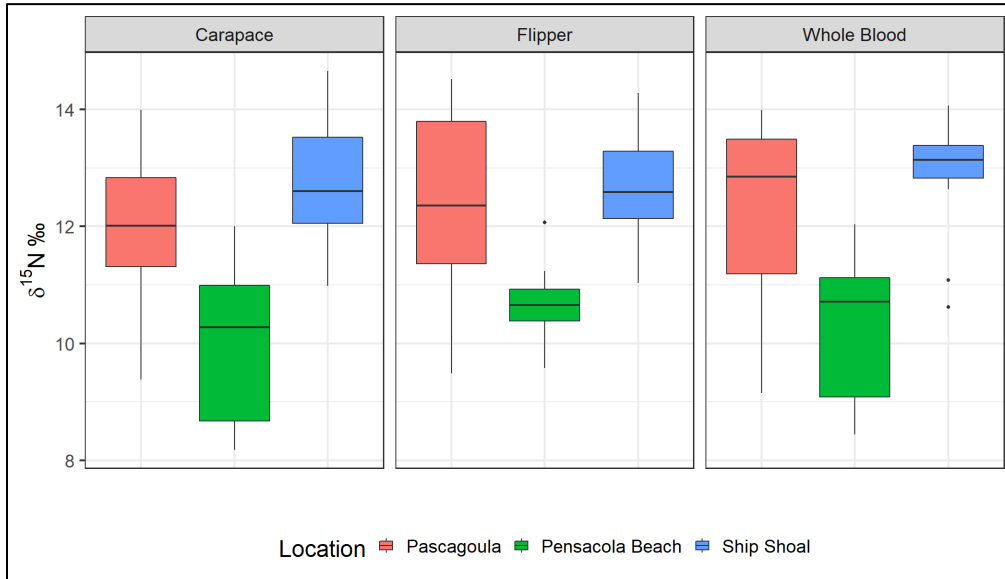 Carapace Flipper Whole Blood
14
12
10
8
δ¹⁵N ‰
Location Pascagoula Pensacola Beach Ship Shoal